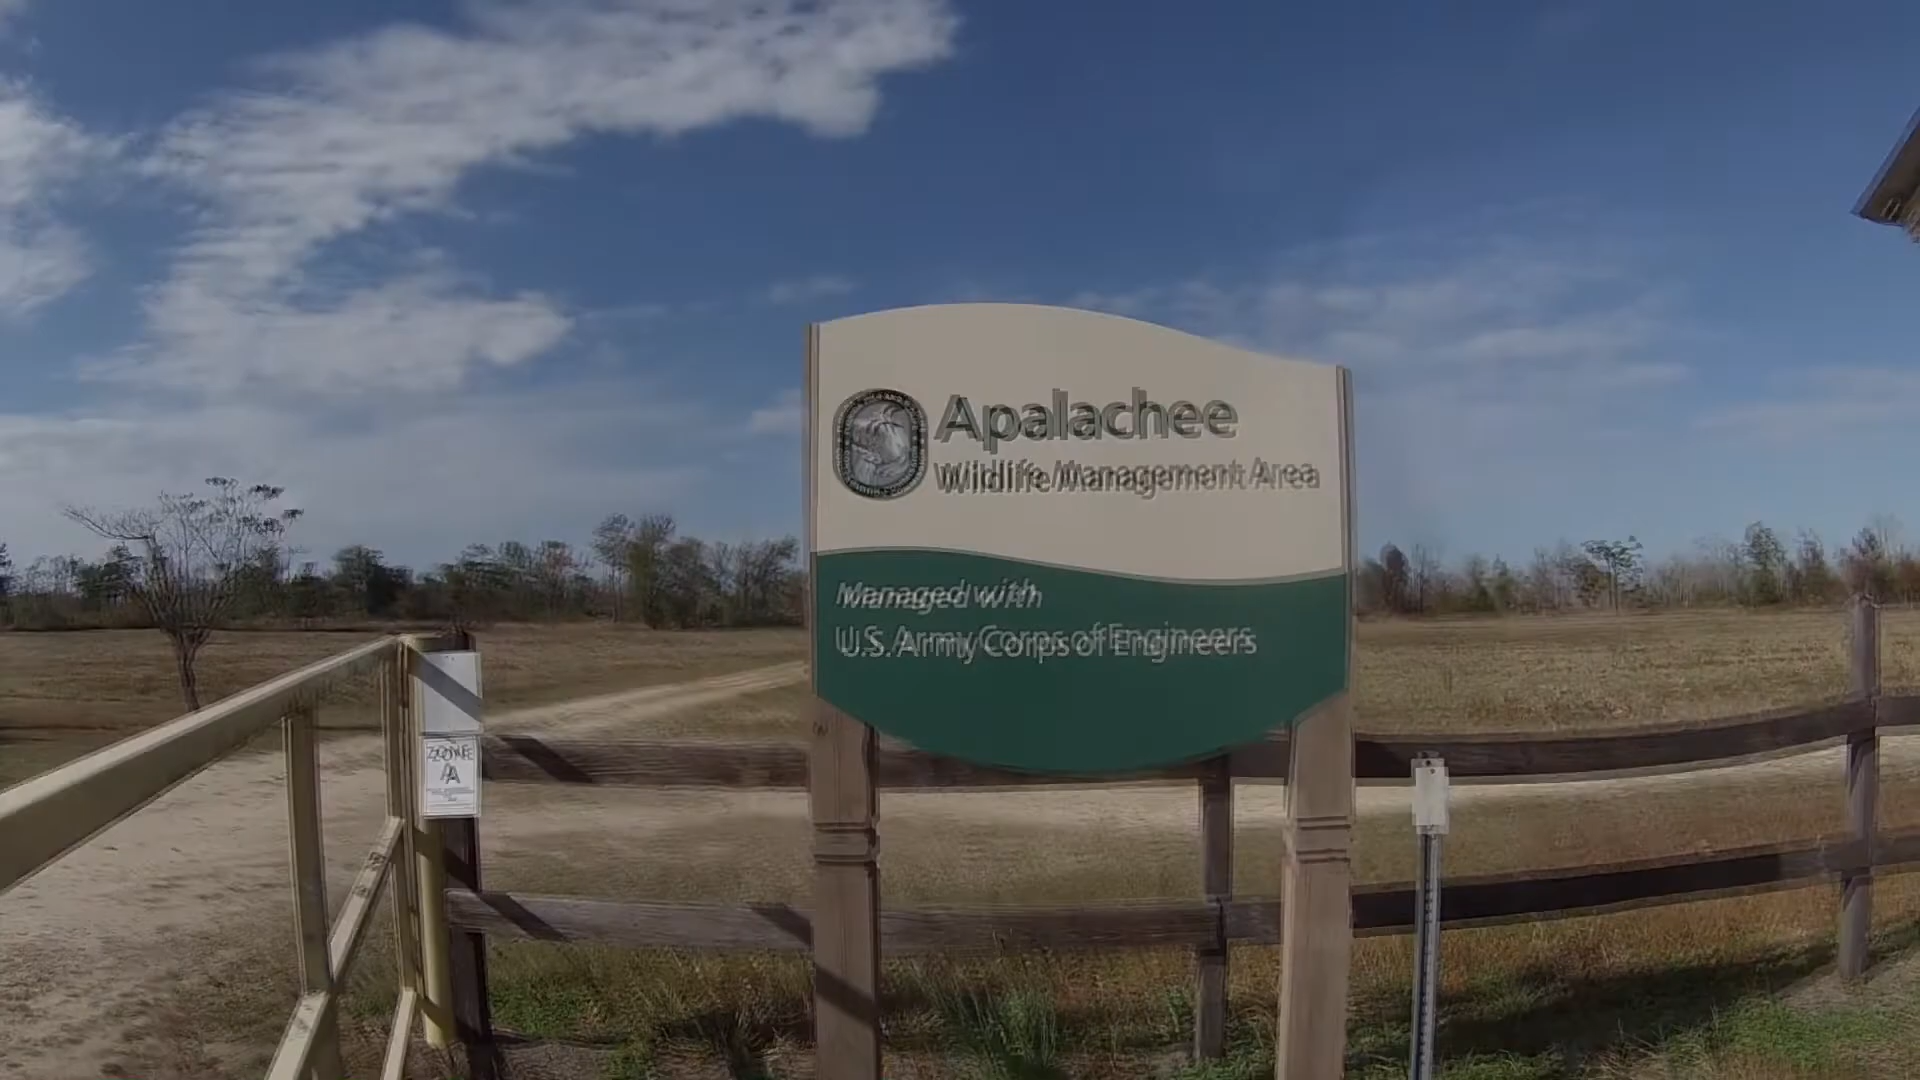 Apalachee
Wildlife Management Area
Managed with
U.S. Army Corps of Engineers
ZONE
A